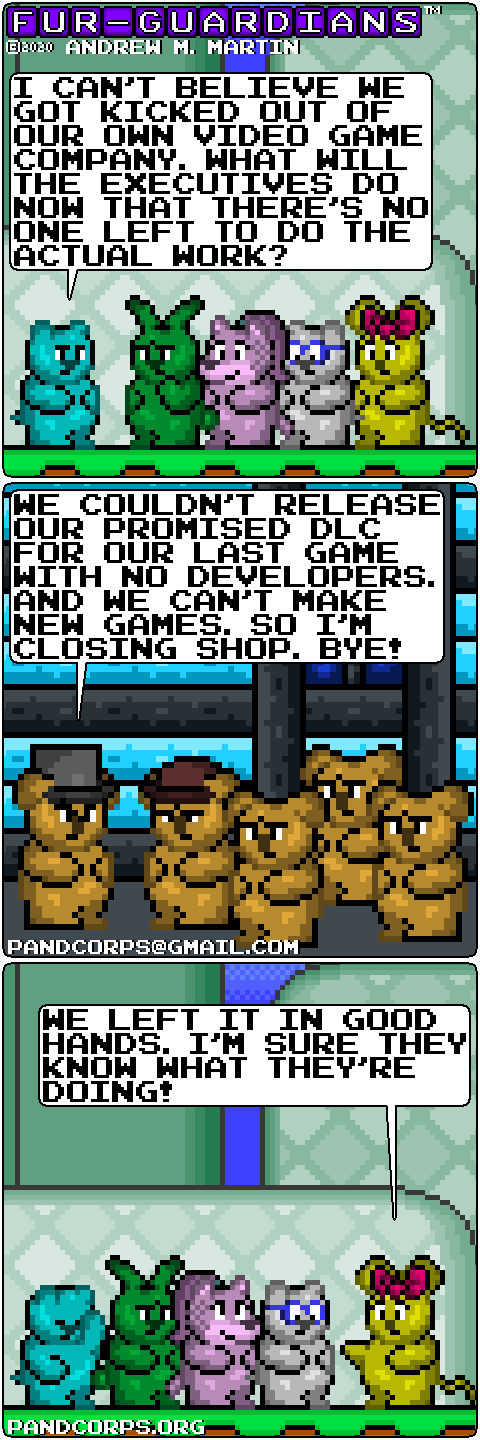 FUR-GUARDIANS™
©2020 ANDREW M. MARTIN
I CAN'T BELIEVE WE
GOT KICKED OUT OF
OUR OWN VIDEO GAME
COMPANY. WHAT WILL
THE EXECUTIVES DO
NOW THAT THERE'S NO
ONE LEFT TO DO THE
ACTUAL WORK?
WE COULDN'T RELEASE
OUR PROMISED DLC
FOR OUR LAST GAME
WITH NO DEVELOPERS.
AND WE CAN'T MAKE
NEW GAMES. SO I'M
CLOSING SHOP. BYE!
PANDCORPS@GMAIL.COM
WE LEFT IT IN GOOD
HANDS. I'M SURE THEY
KNOW WHAT THEY'RE
DOING!
PANDCORPS.ORG